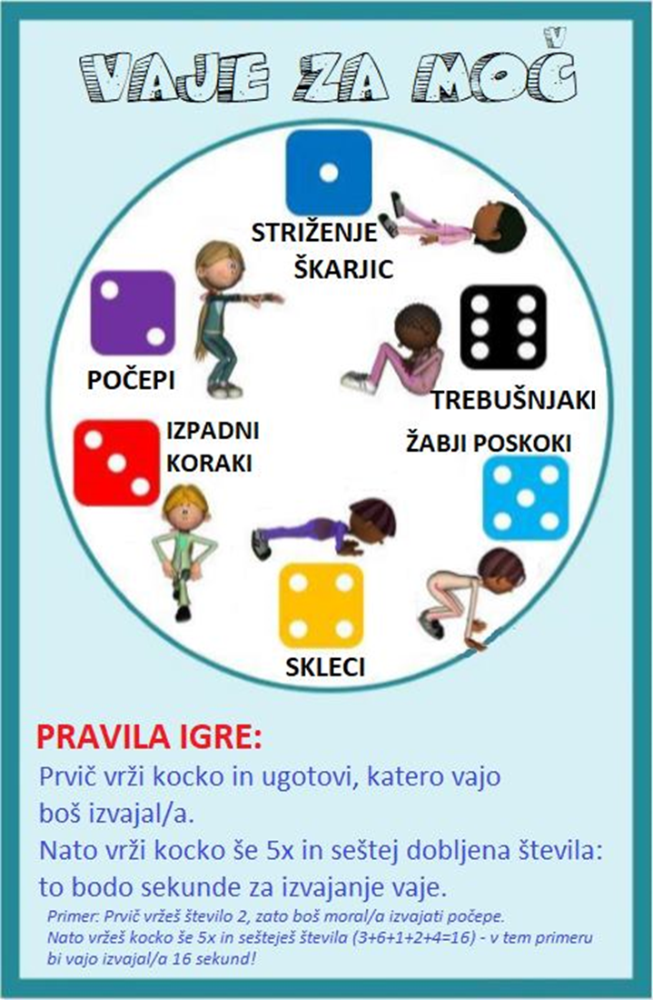 VAJE ZA MOČ
STRIŽENJE
ŠKARJIC
POČEPI
TREBUŠNJAKI
IZPADNI
KORAKI
ŽABJI POSKOKI
SKLECI
PRAVILA IGRE:
Prvič vrži kocko in ugotovi, katero vajo
boš izvajal/a.
Nato vrži kocko še 5x in seštej dobljena števila:
to bodo sekunde za izvajanje vaje.
Primer: Prvič vržeš število 2, zato boš moral/a izvajati počepe.
Nato vržeš kocko še 5x in sešteješ števila (3+6+1+2+4=16) - v tem primeru
bi vajo izvajal/a 16 sekund!